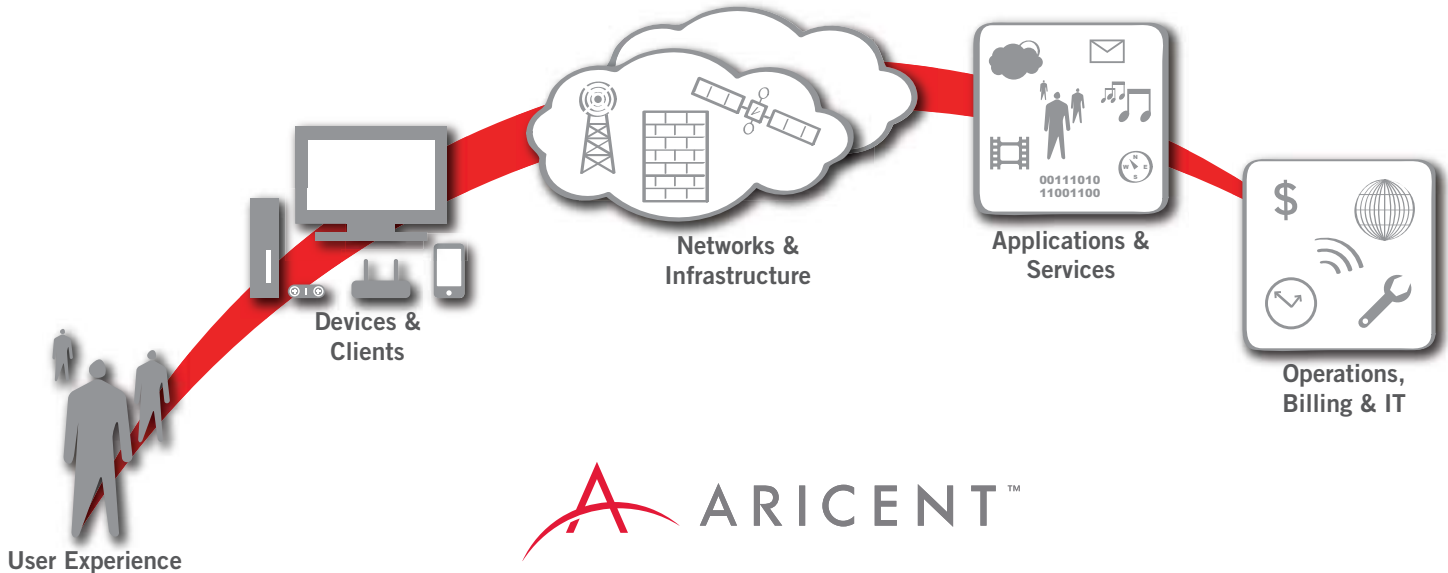 00111010
11001100
N
W E
S
$
Networks &
Infrastructure
Applications &
Services
Devices &
Clients
Operations,
Billing & IT
ARICENT™
User Experience